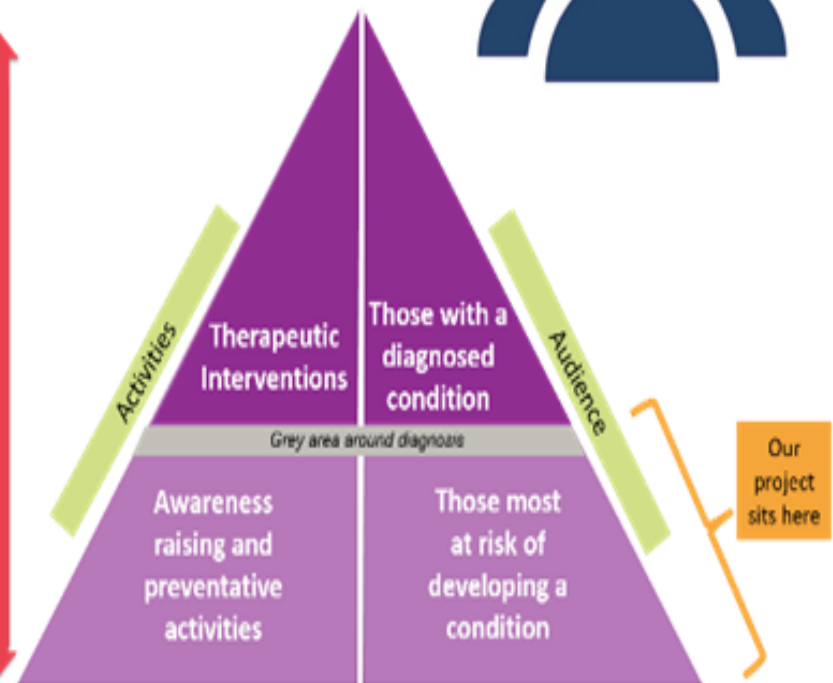 Activities
Therapeutic
Interventions
Those with a
diagnosed
condition
Audience
Grey area around diagnosis
Our
project
sits here
Awareness
raising and
preventative
activities
Those most
at risk of
developing a
condition